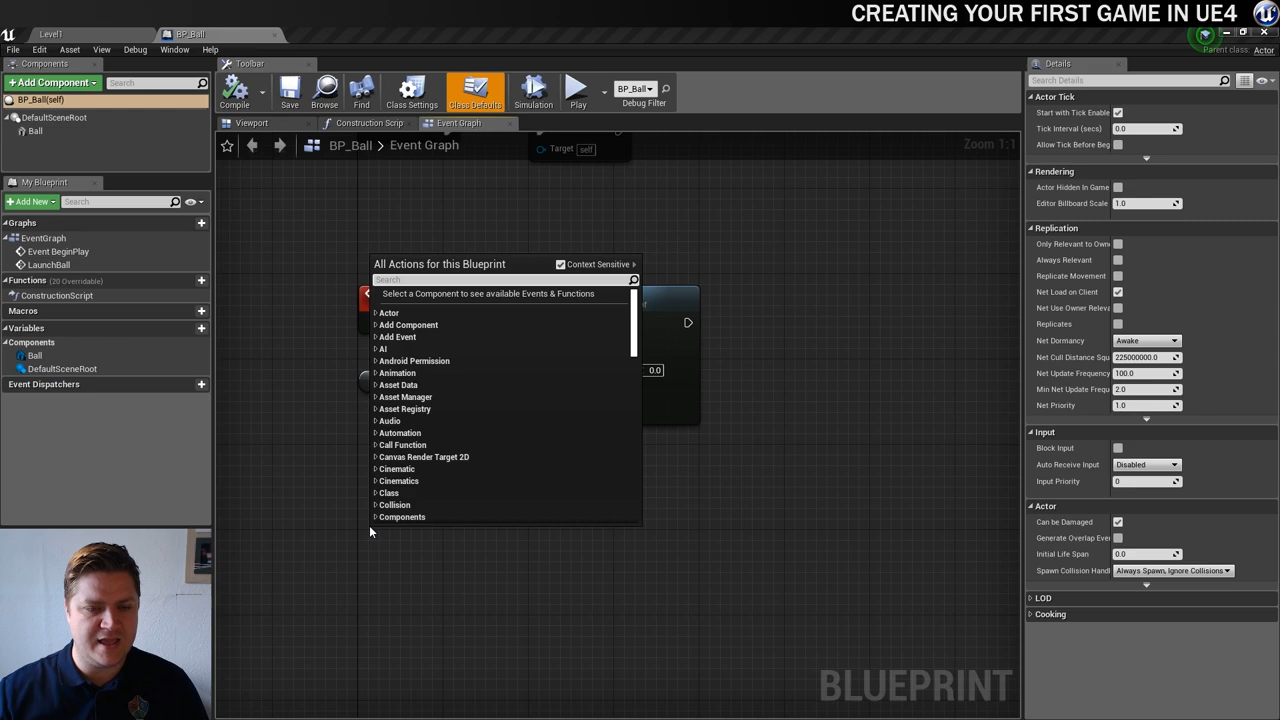 CREATING YOUR FIRST GAME IN UE4
Level1
BP_Ball
Parent class: Actor
File Edit Asset View Debug Window Help
Components
+Add Component
Search
BP_Ball(self)
DefaultSceneRoot
Ball
My Blueprint
+Add New
Search
Graphs
EventGraph
Event BeginPlay
LaunchBall
Functions (20 Overridable)
ConstructionScript
Macros
Variables
Components
Ball
DefaultSceneRoot
Event Dispatchers
Toolbar
Compile
Save
Browse
Find
Class Settings
Class Defaults
Simulation
Play
BP_Ball
Debug Filter
Viewport
Construction Scrip
Event Graph
BP_Ball > Event Graph
Zoom 1:1
Target self
All Actions for this Blueprint
Context Sensitive
Search
Select a Component to see available Events & Functions
Actor
Add Component
Add Event
AI
Android Permission
Animation
Asset Data
Asset Manager
Asset Registry
Audio
Automation
Call Function
Canvas Render Target 2D
Cinematic
Cinematics
Class
Collision
Components
0.0
BLUEPRINT
Details
Search Details
Actor Tick
Start with Tick Enable
Tick Interval (secs) 0.0
Allow Tick Before Beg
Rendering
Actor Hidden In Game
Editor Billboard Scale 1.0
Replication
Only Relevant to Owne
Always Relevant
Replicate Movement
Net Load on Client
Net Use Owner Releva
Replicates
Net Dormancy Awake
Net Cull Distance Squ 225000000.0
Net Update Frequency 100.0
Min Net Update Frequ 2.0
Net Priority 1.0
Input
Block Input
Auto Receive Input Disabled
Input Priority 0
Actor
Can be Damaged
Generate Overlap Eve
Initial Life Span 0.0
Spawn Collision Handl Always Spawn, Ignore Collisions
LOD
Cooking